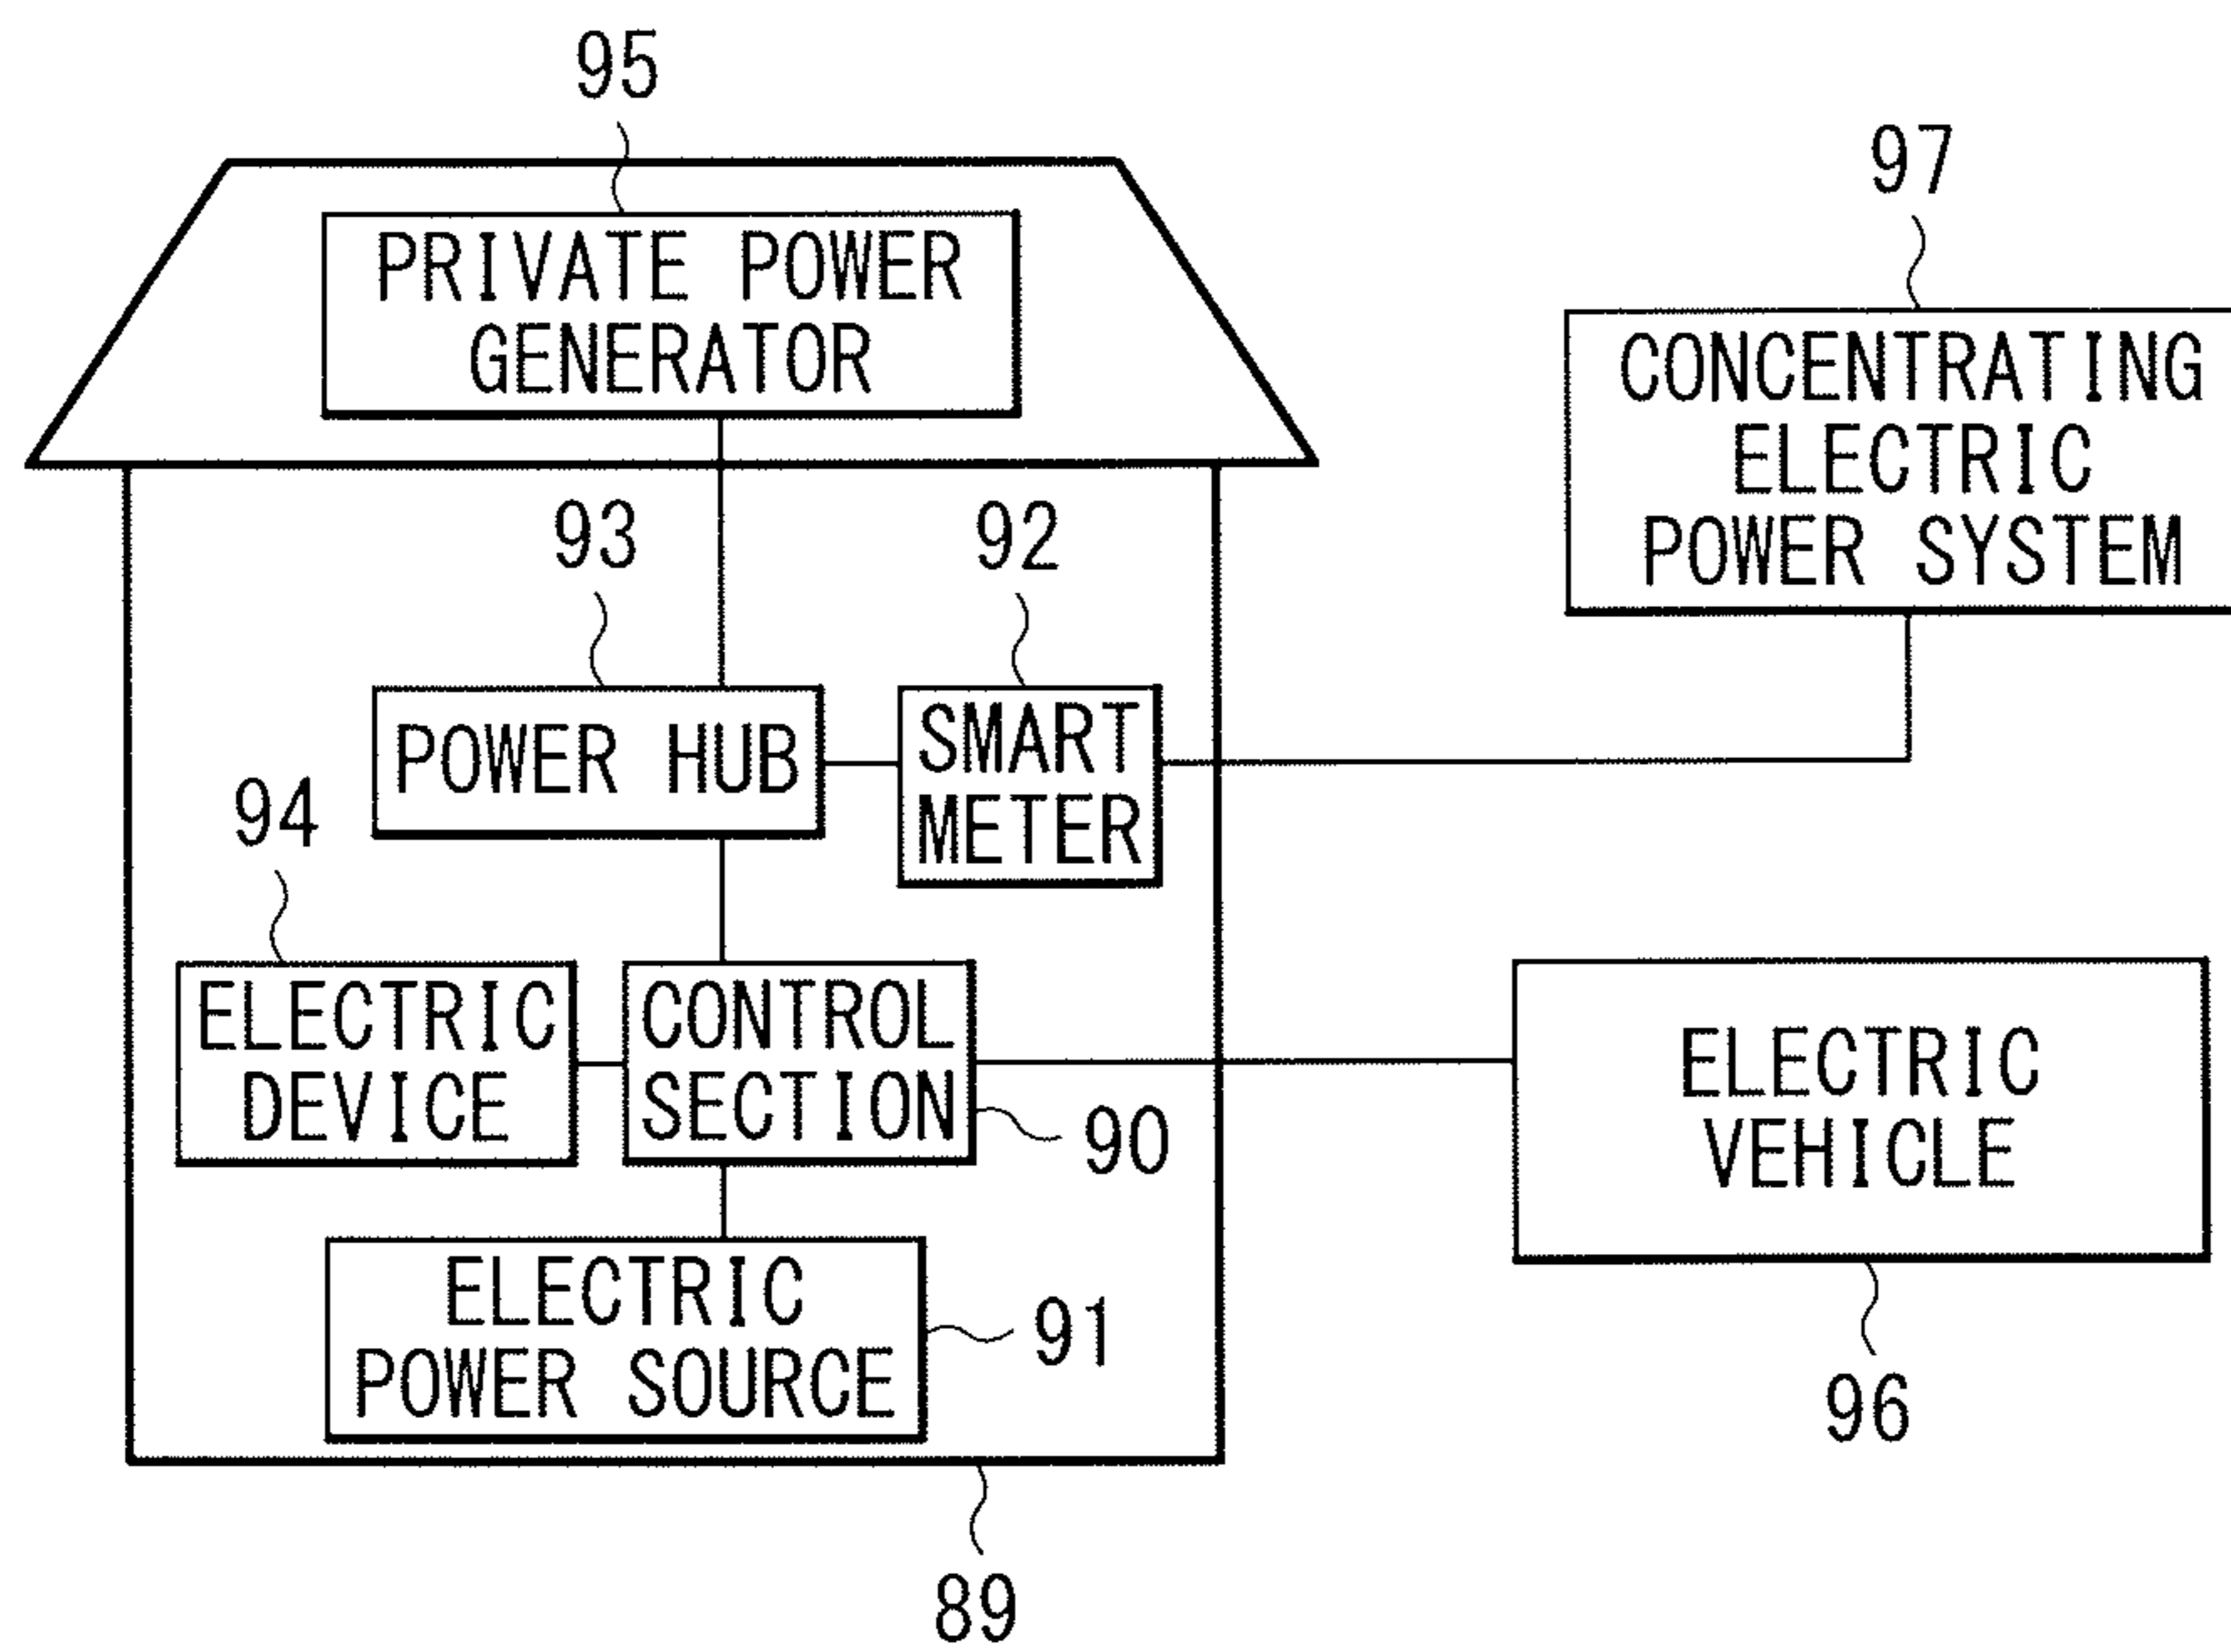 95
97
PRIVATE POWER
GENERATOR
CONCENTRATING
ELECTRIC
POWER SYSTEM
93
92
POWER HUB
SMART
METER
94
ELECTRIC
DEVICE
CONTROL
SECTION
90
ELECTRIC
VEHICLE
ELECTRIC
POWER SOURCE
91
96
89